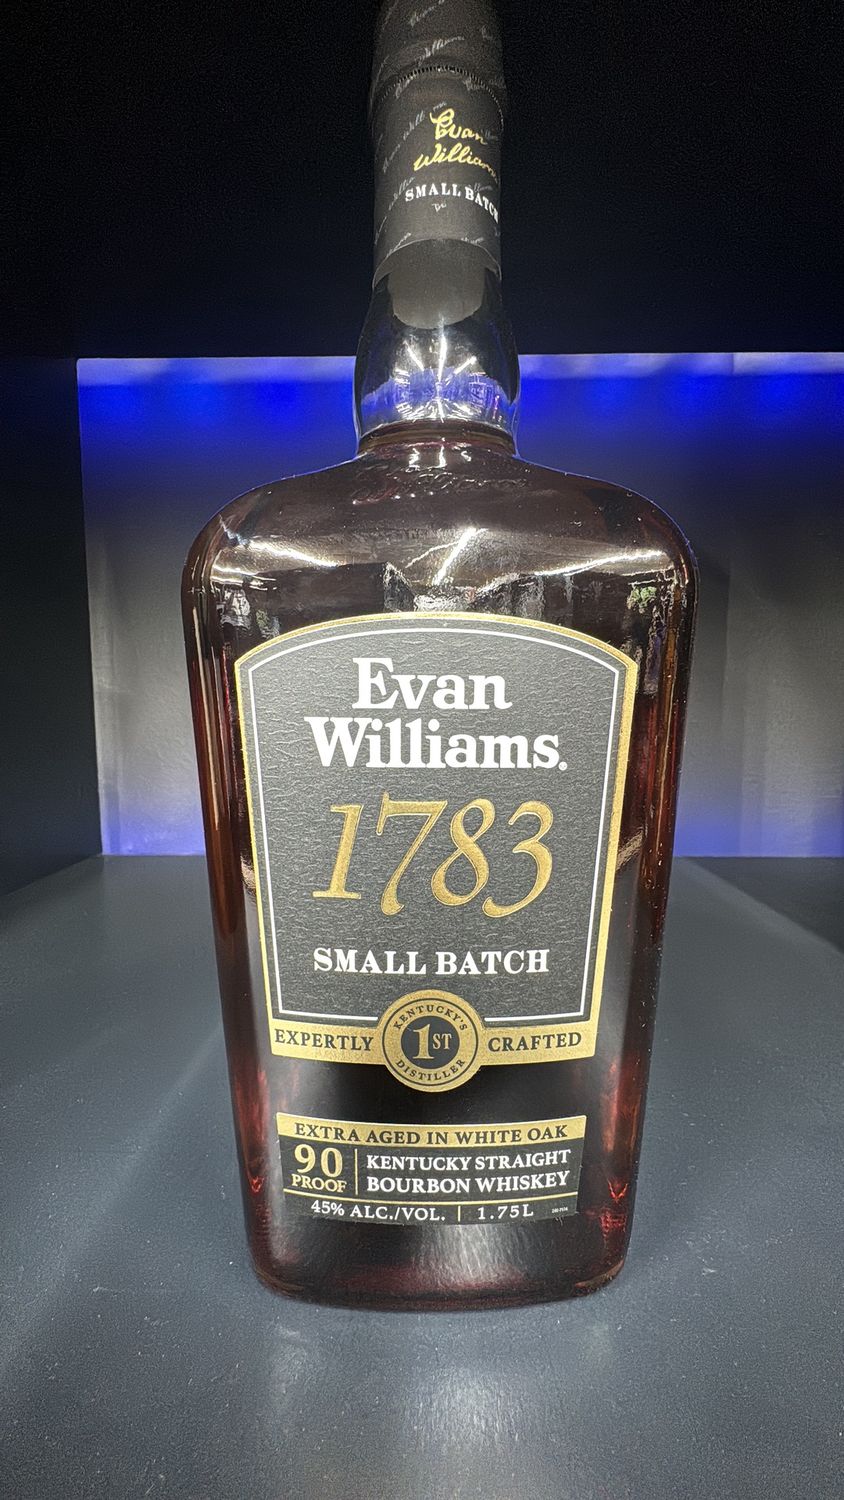 Evan
Williams
SMALL BATCH
Evan
Williams.
1783
SMALL BATCH
KENTUCKY'S
EXPERTLY 1ST CRAFTED
DISTILLER
EXTRA AGED IN WHITE OAK
90 KENTUCKY STRAIGHT
PROOF BOURBON WHISKEY
45% ALC./VOL. | 1.75L